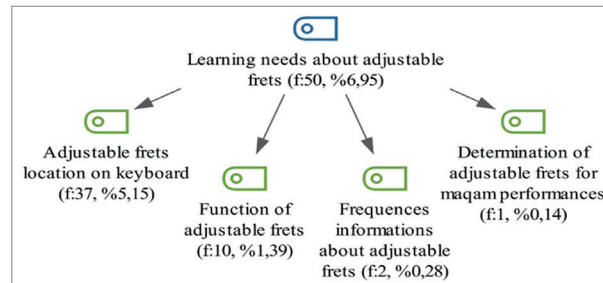 Learning needs about adjustable
frets (f:50, %6,95)
Adjustable frets
location on keyboard
(f:37, %5,15)
Function of
adjustable frets
(f:10, %1,39)
Frequences
informations
about adjustable
frets (f:2, %0,28)
Determination of
adjustable frets for
maqam performances
(f:1, %0,14)